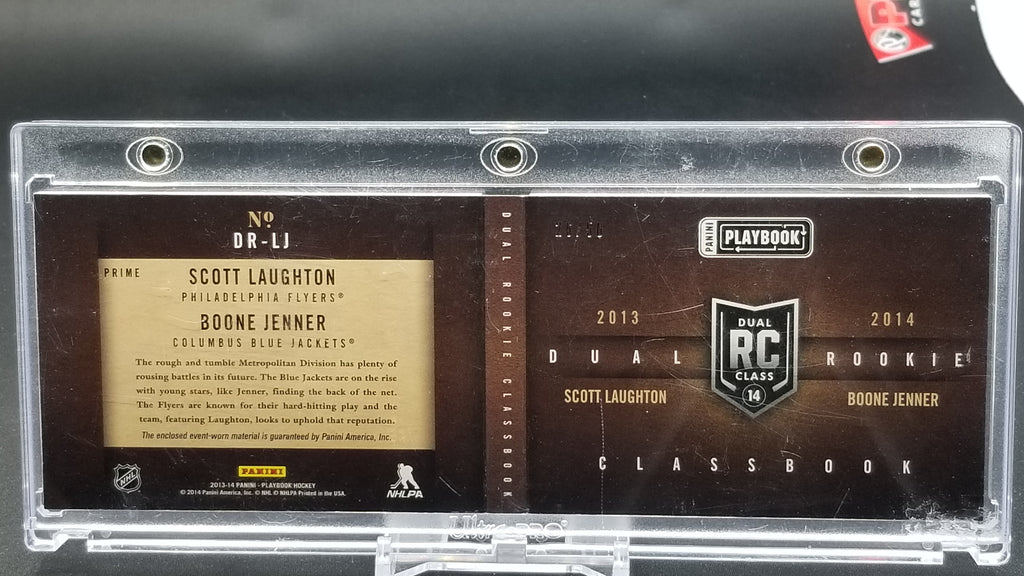 Nº
DR-LJ
PRIME
SCOTT LAUGHTON
PHILADELPHIA FLYERS®
BOONE JENNER
COLUMBUS BLUE JACKETS®
The rough and tumble Metropolitan Division has plenty of
rousing battles in its future. The Blue Jackets are on the rise
with young stars, like Jenner, finding the back of the net.
The Flyers are known for their hard-hitting play and the
team, featuring Laughton, looks to uphold that reputation.
The enclosed event-worn material is guaranteed by Panini America, Inc.
NHL
PANINI
2013-14 PANINI - PLAYBOOK HOCKEY
© 2014 Panini America, Inc. © NHL © NHLPA Printed in the USA.
NHLPA
DUAL ROOKIE CLASSBOOK
PANINI
PLAYBOOK
2013
2014
DUAL
RC
CLASS
14
DUAL ROOKIE
SCOTT LAUGHTON
BOONE JENNER
CLASSBOOK
Ultra PRO®